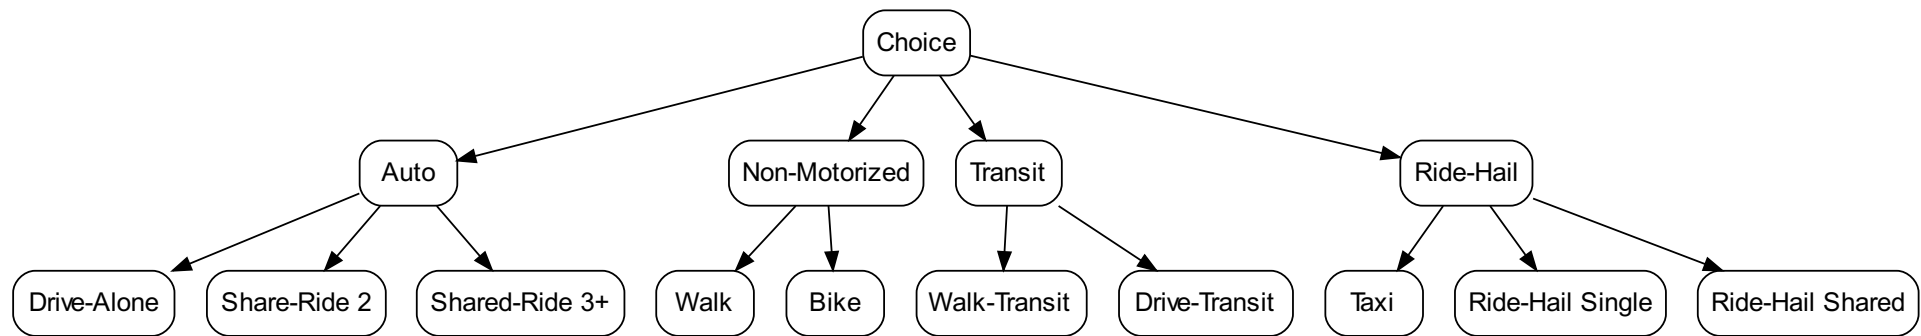 Choice
Auto
Non-Motorized
Transit
Ride-Hail
Drive-Alone
Share-Ride 2
Shared-Ride 3+
Walk
Bike
Walk-Transit
Drive-Transit
Taxi
Ride-Hail Single
Ride-Hail Shared